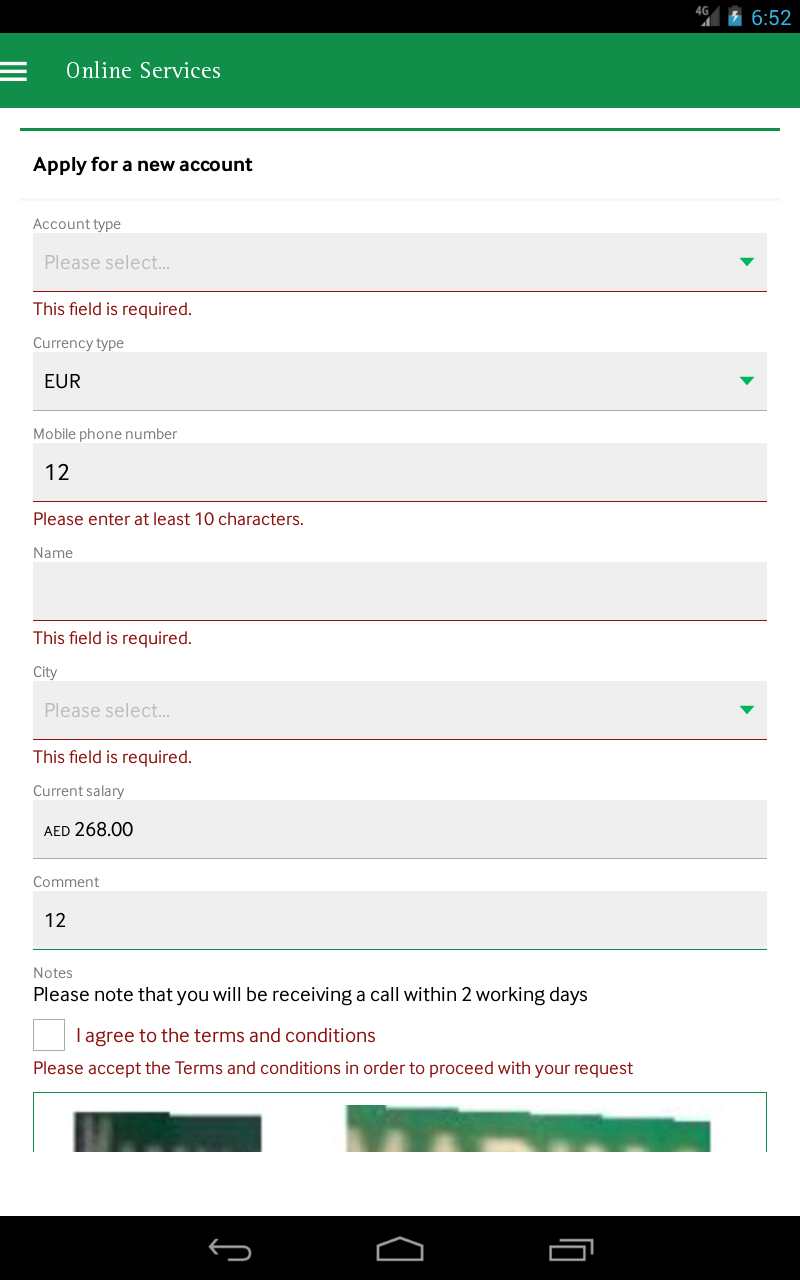 4G
6:52
Online Services
Apply for a new account
Account type
Please select...
This field is required.
Currency type
EUR
Mobile phone number
12
Please enter at least 10 characters.
Name
This field is required.
City
Please select...
This field is required.
Current salary
AED 268.00
Comment
12
Notes
Please note that you will be receiving a call within 2 working days
I agree to the terms and conditions
Please accept the Terms and conditions in order to proceed with your request